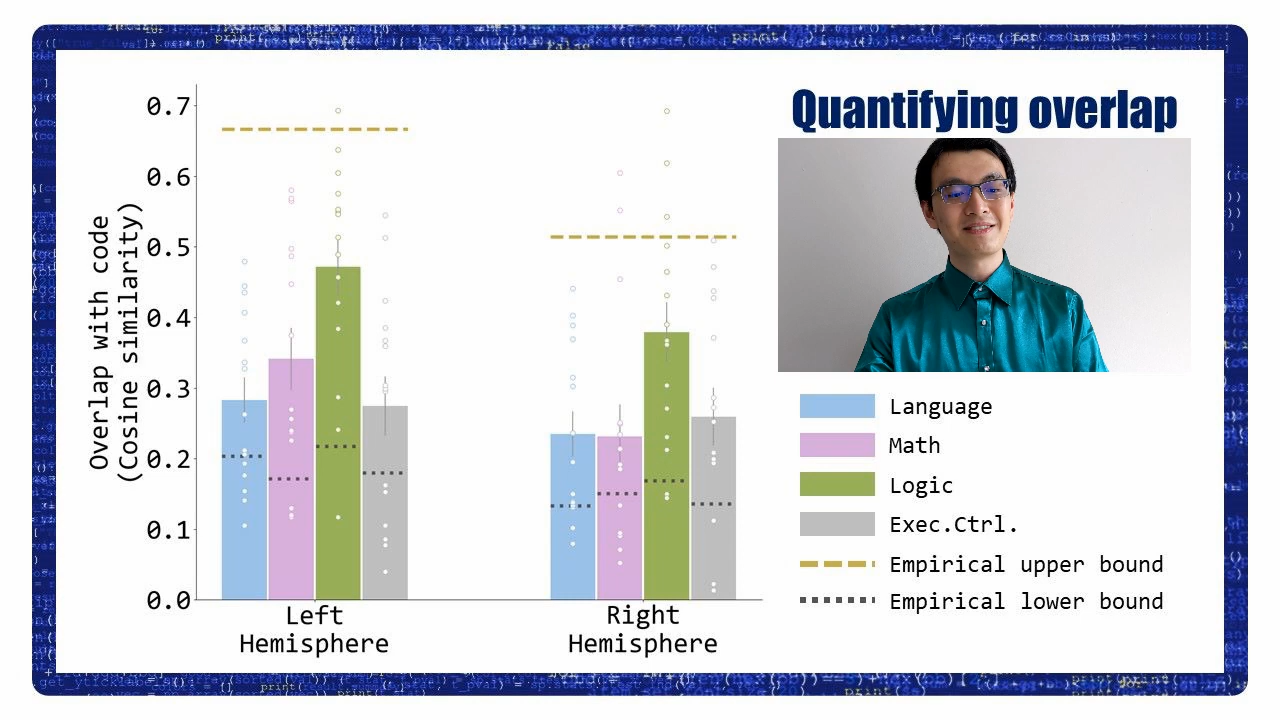 Quantifying overlap
Overlap with code
(Cosine similarity)
0.7
0.6
0.5
0.4
0.3
0.2
0.1
0.0
Left
Hemisphere
Right
Hemisphere
Language
Math
Logic
Exec.Ctrl.
Empirical upper bound
Empirical lower bound